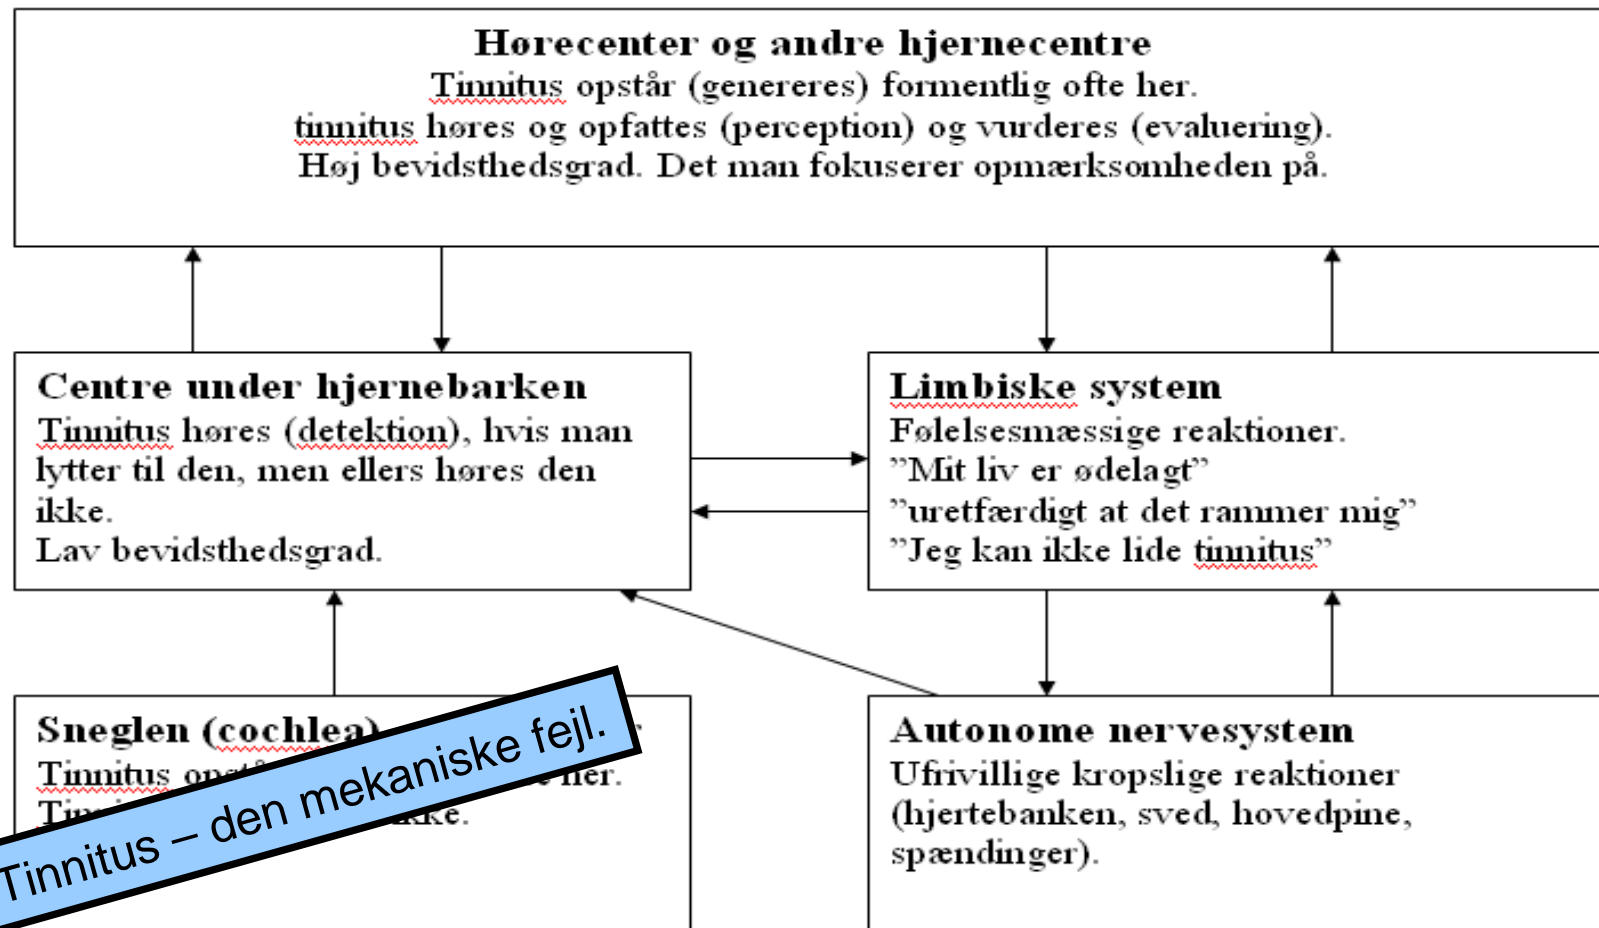 Hørecenter og andre hjernecentre
Tinnitus opstår (genereres) formentlig ofte her.
tinnitus høres og opfattes (perception) og vurderes (evaluering).
Høj bevidsthedsgrad. Det man fokuserer opmærksomheden på.
Centre under hjernebarken
Tinnitus høres (detektion), hvis man
lytter til den, men ellers høres den
ikke.
Lav bevidsthedsgrad.
Limbiske system
Følelsesmæssige reaktioner.
”Mit liv er ødelagt”
”uretfærdigt at det rammer mig”
”Jeg kan ikke lide tinnitus”
Sneglen (cochlea)
Tinnitus her.
Tinnitus – den mekaniske fejl.
Autonome nervesystem
Ufrivillige kropslige reaktioner
(hjertebanken, sved, hovedpine,
spændinger).